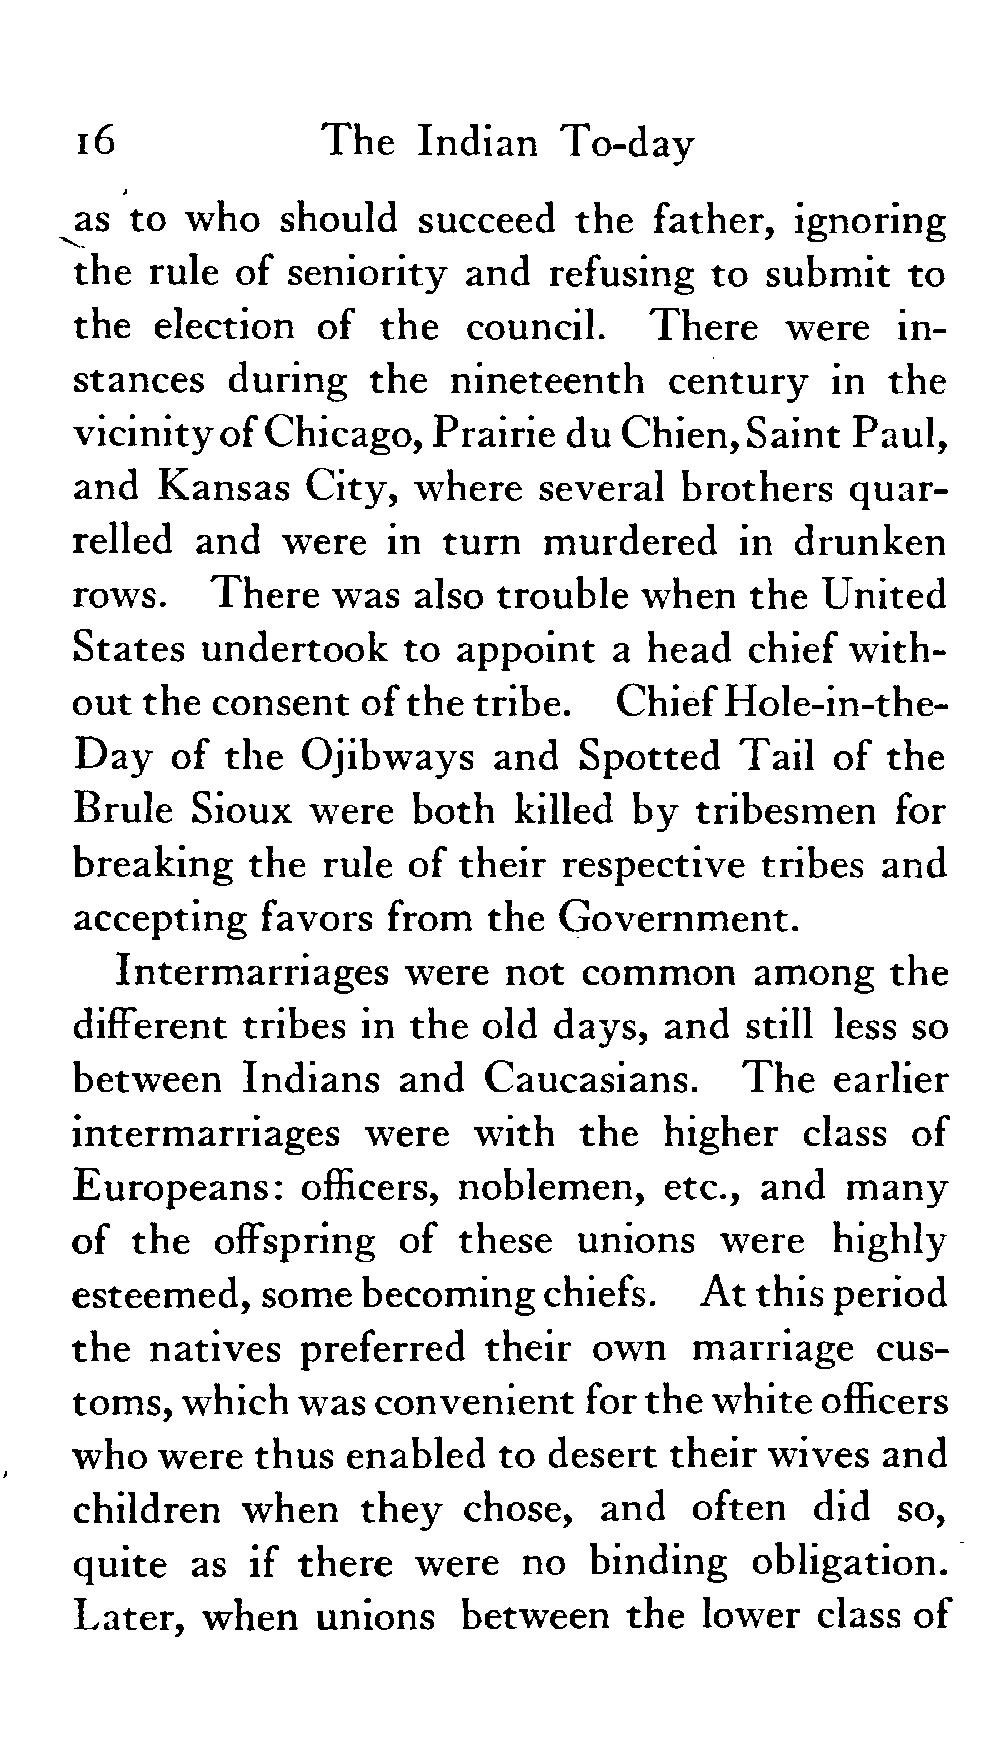 16 The Indian To-day
as to who should succeed the father, ignoring
the rule of seniority and refusing to submit to
the election of the council. There were in-
stances during the nineteenth century in the
vicinity of Chicago, Prairie du Chien, Saint Paul,
and Kansas City, where several brothers quar-
relled and were in turn murdered in drunken
rows. There was also trouble when the United
States undertook to appoint a head chief with-
out the consent of the tribe. Chief Hole-in-the-
Day of the Ojibways and Spotted Tail of the
Brule Sioux were both killed by tribesmen for
breaking the rule of their respective tribes and
accepting favors from the Government.
Intermarriages were not common among the
different tribes in the old days, and still less so
between Indians and Caucasians. The earlier
intermarriages were with the higher class of
Europeans: officers, noblemen, etc., and many
of the offspring of these unions were highly
esteemed, some becoming chiefs. At this period
the natives preferred their own marriage cus-
toms, which was convenient for the white officers
who were thus enabled to desert their wives and
children when they chose, and often did so,
quite as if there were no binding obligation.
Later, when unions between the lower class of